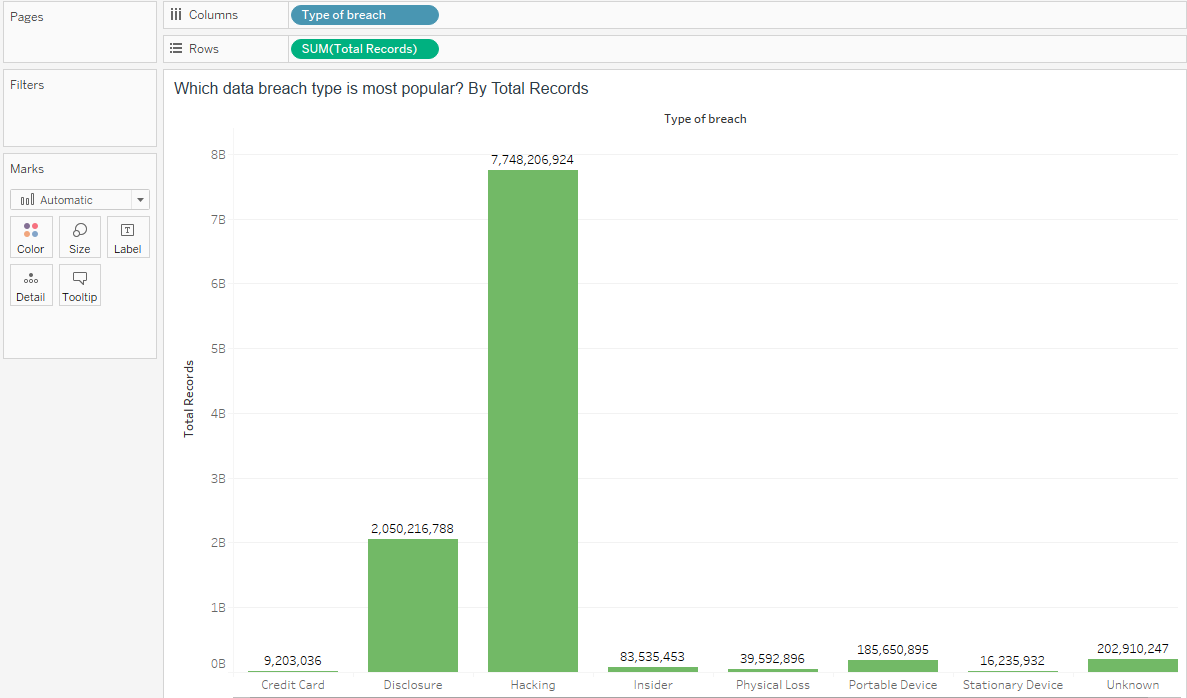 Pages
Columns
Type of breach
Rows
SUM(Total Records)
Filters
Marks
Automatic
Color
Size
T
Label
Detail
Tooltip
Which data breach type is most popular? By Total Records
Type of breach
Total Records
8B
7B
6B
5B
4B
3B
2B
1B
0B
9,203,036
2,050,216,788
7,748,206,924
83,535,453
39,592,896
185,650,895
16,235,932
202,910,247
Credit Card
Disclosure
Hacking
Insider
Physical Loss
Portable Device
Stationary Device
Unknown